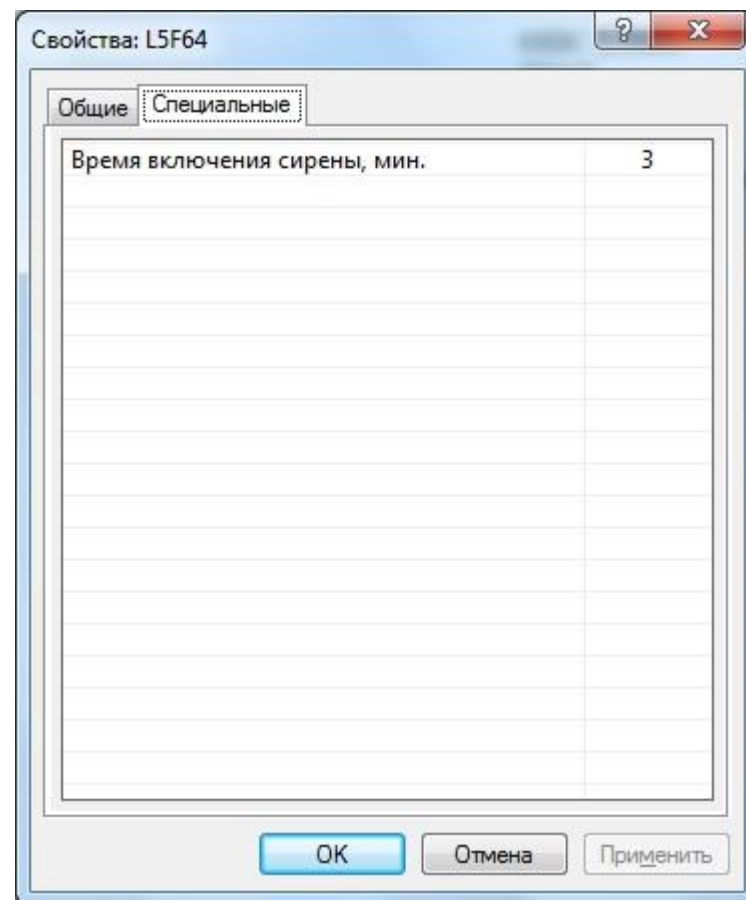 Свойства: L5F64
Общие
Специальные
Время включения сирены, мин. 3
OK
Отмена
Применить